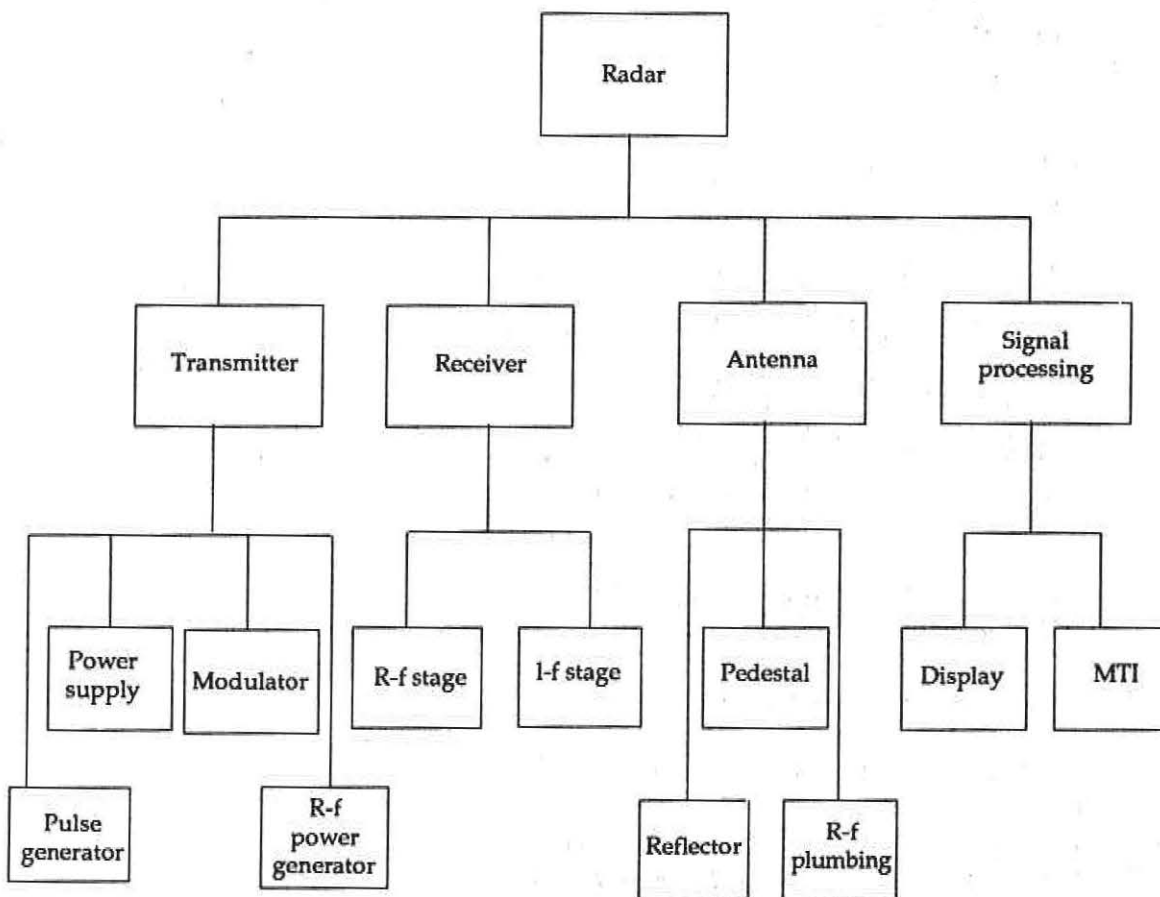 Radar
Transmitter
Receiver
Antenna
Signal
processing
Power
supply
Modulator
R-f stage
l-f stage
Pedestal
Display
MTI
Pulse
generator
R-f
power
generator
Reflector
R-f
plumbing